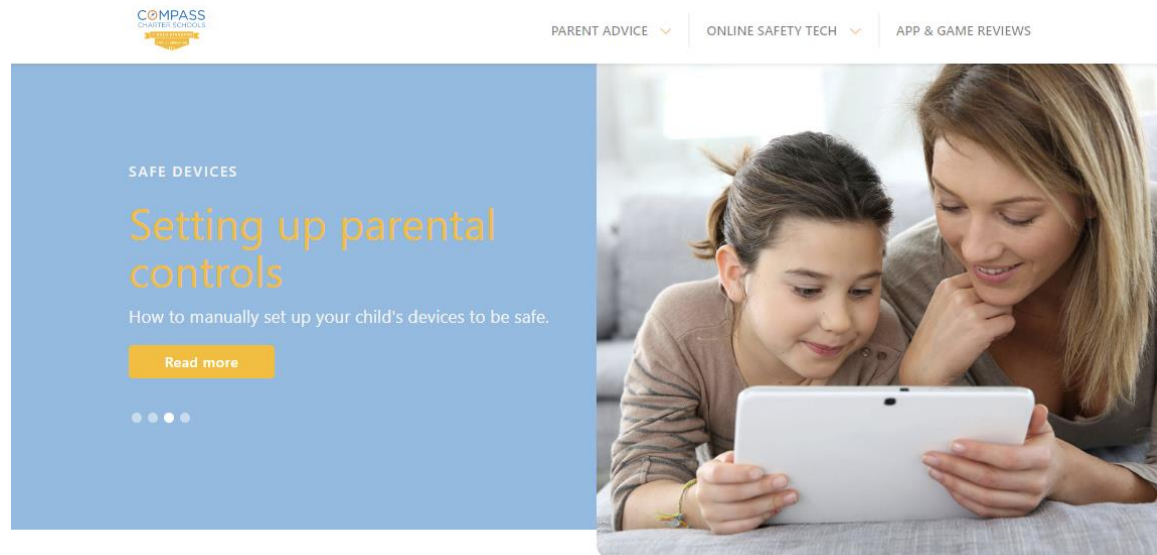 COMPASS
CHARTER SCHOOLS
PARENT ADVICE
ONLINE SAFETY TECH
APP & GAME REVIEWS
SAFE DEVICES
Setting up parental
controls
How to manually set up your child's devices to be safe.
Read more